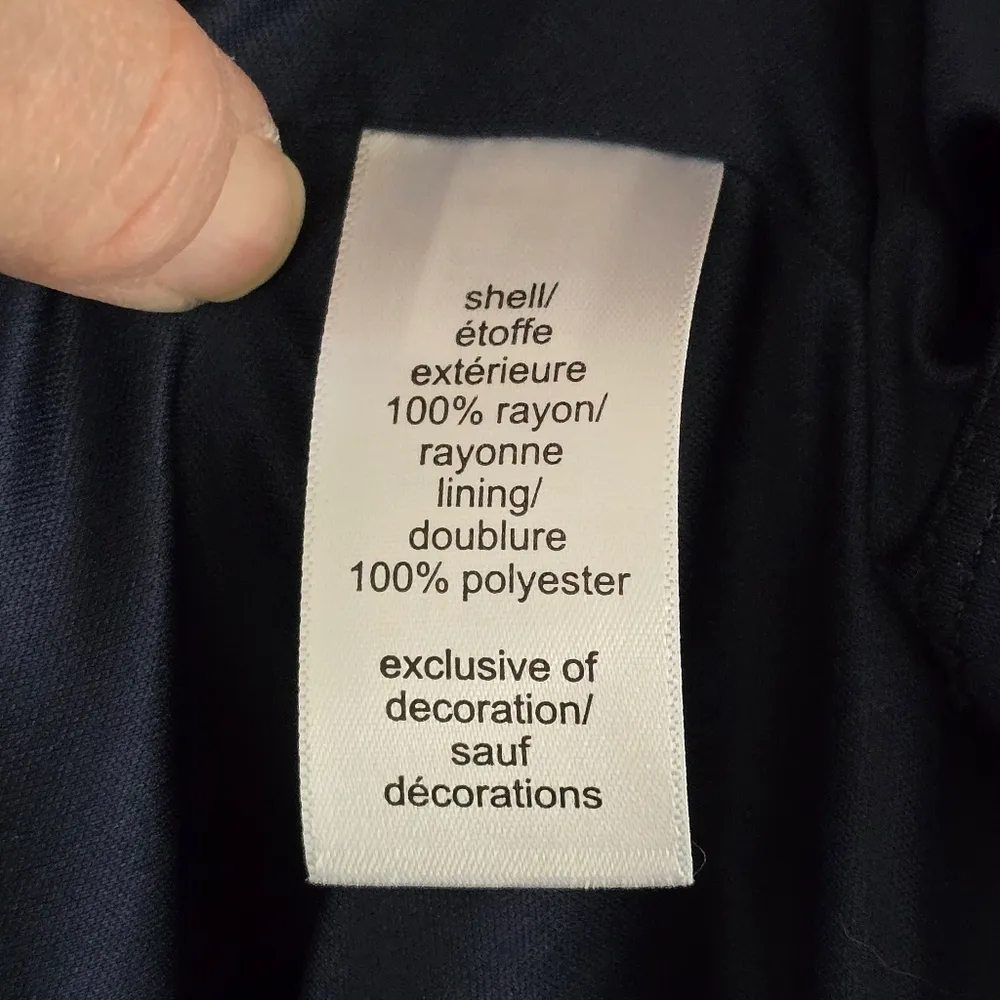 shell/
étoffe
extérieure
100% rayon/
rayonne
lining/
doublure
100% polyester
exclusive of
decoration/
sauf
décorations